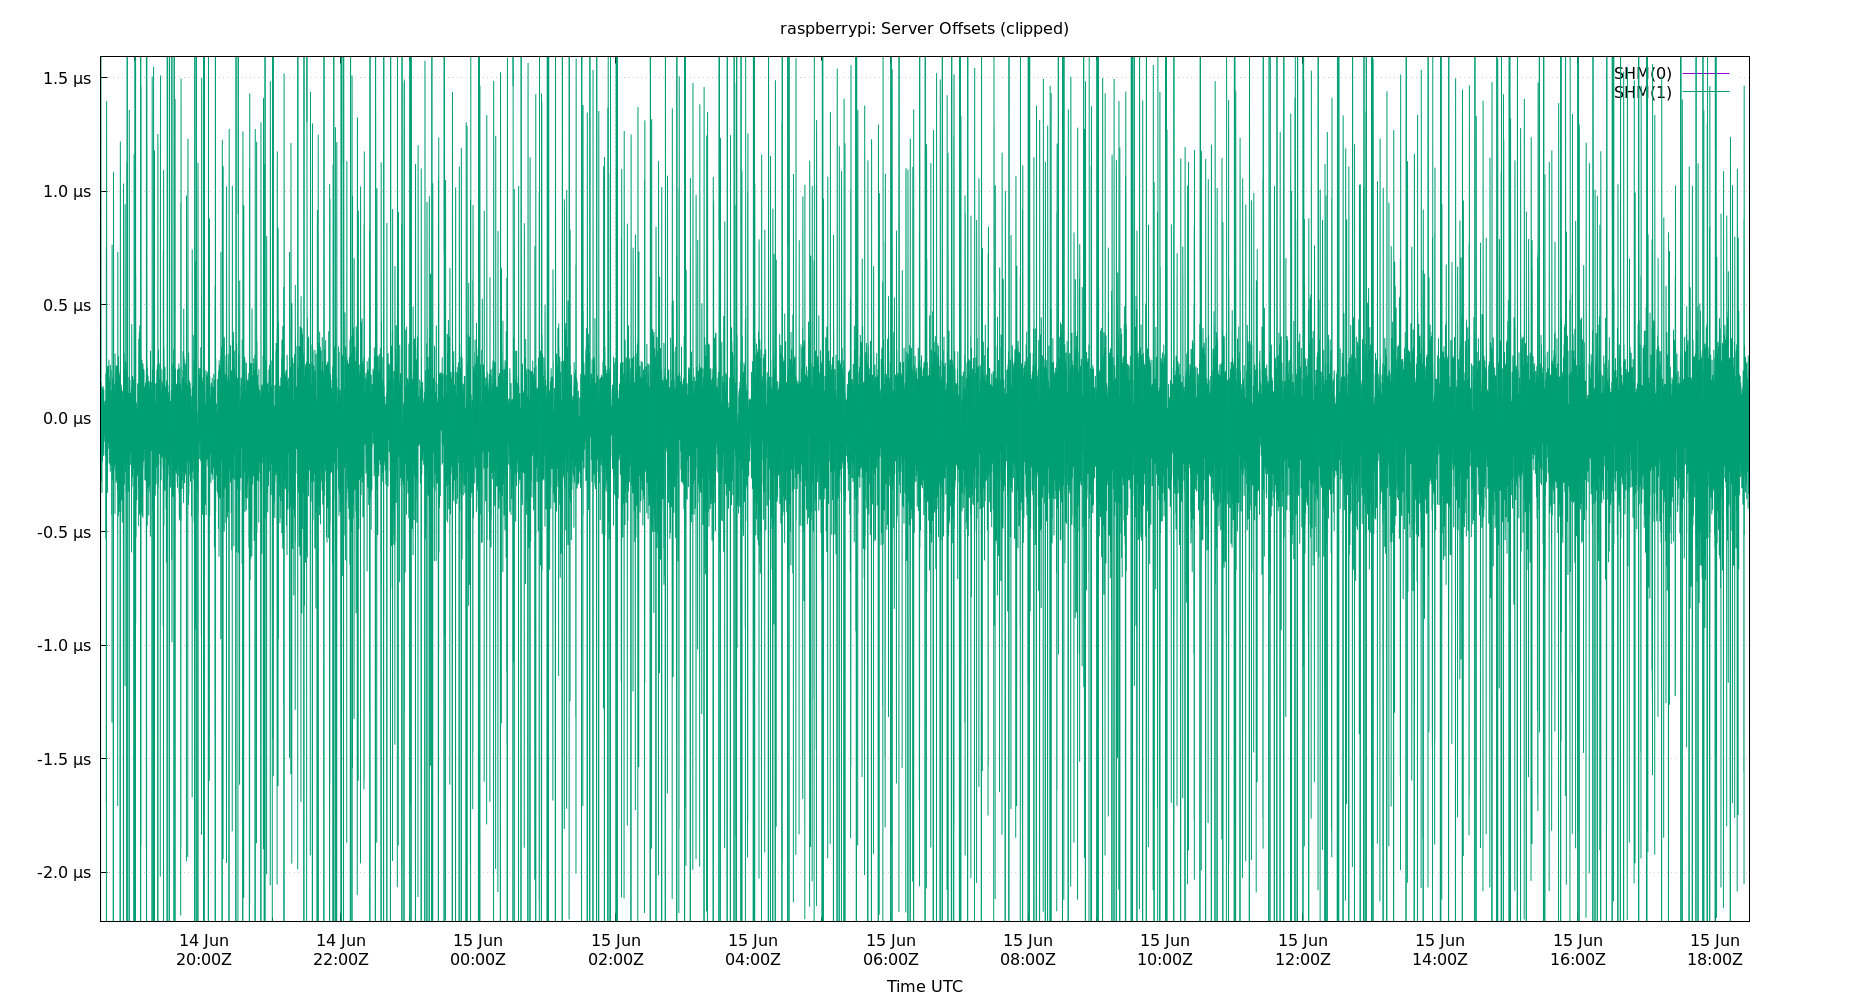 raspberrypi: Server Offsets (clipped)
SHM(0)
SHM(1)
1.5 µs
1.0 µs
0.5 µs
0.0 µs
-0.5 µs
-1.0 µs
-1.5 µs
-2.0 µs
14 Jun 14 Jun 15 Jun 15 Jun 15 Jun 15 Jun 15 Jun 15 Jun 15 Jun 15 Jun 15 Jun 15 Jun
20:00Z 22:00Z 00:00Z 02:00Z 04:00Z 06:00Z 08:00Z 10:00Z 12:00Z 14:00Z 16:00Z 18:00Z
Time UTC